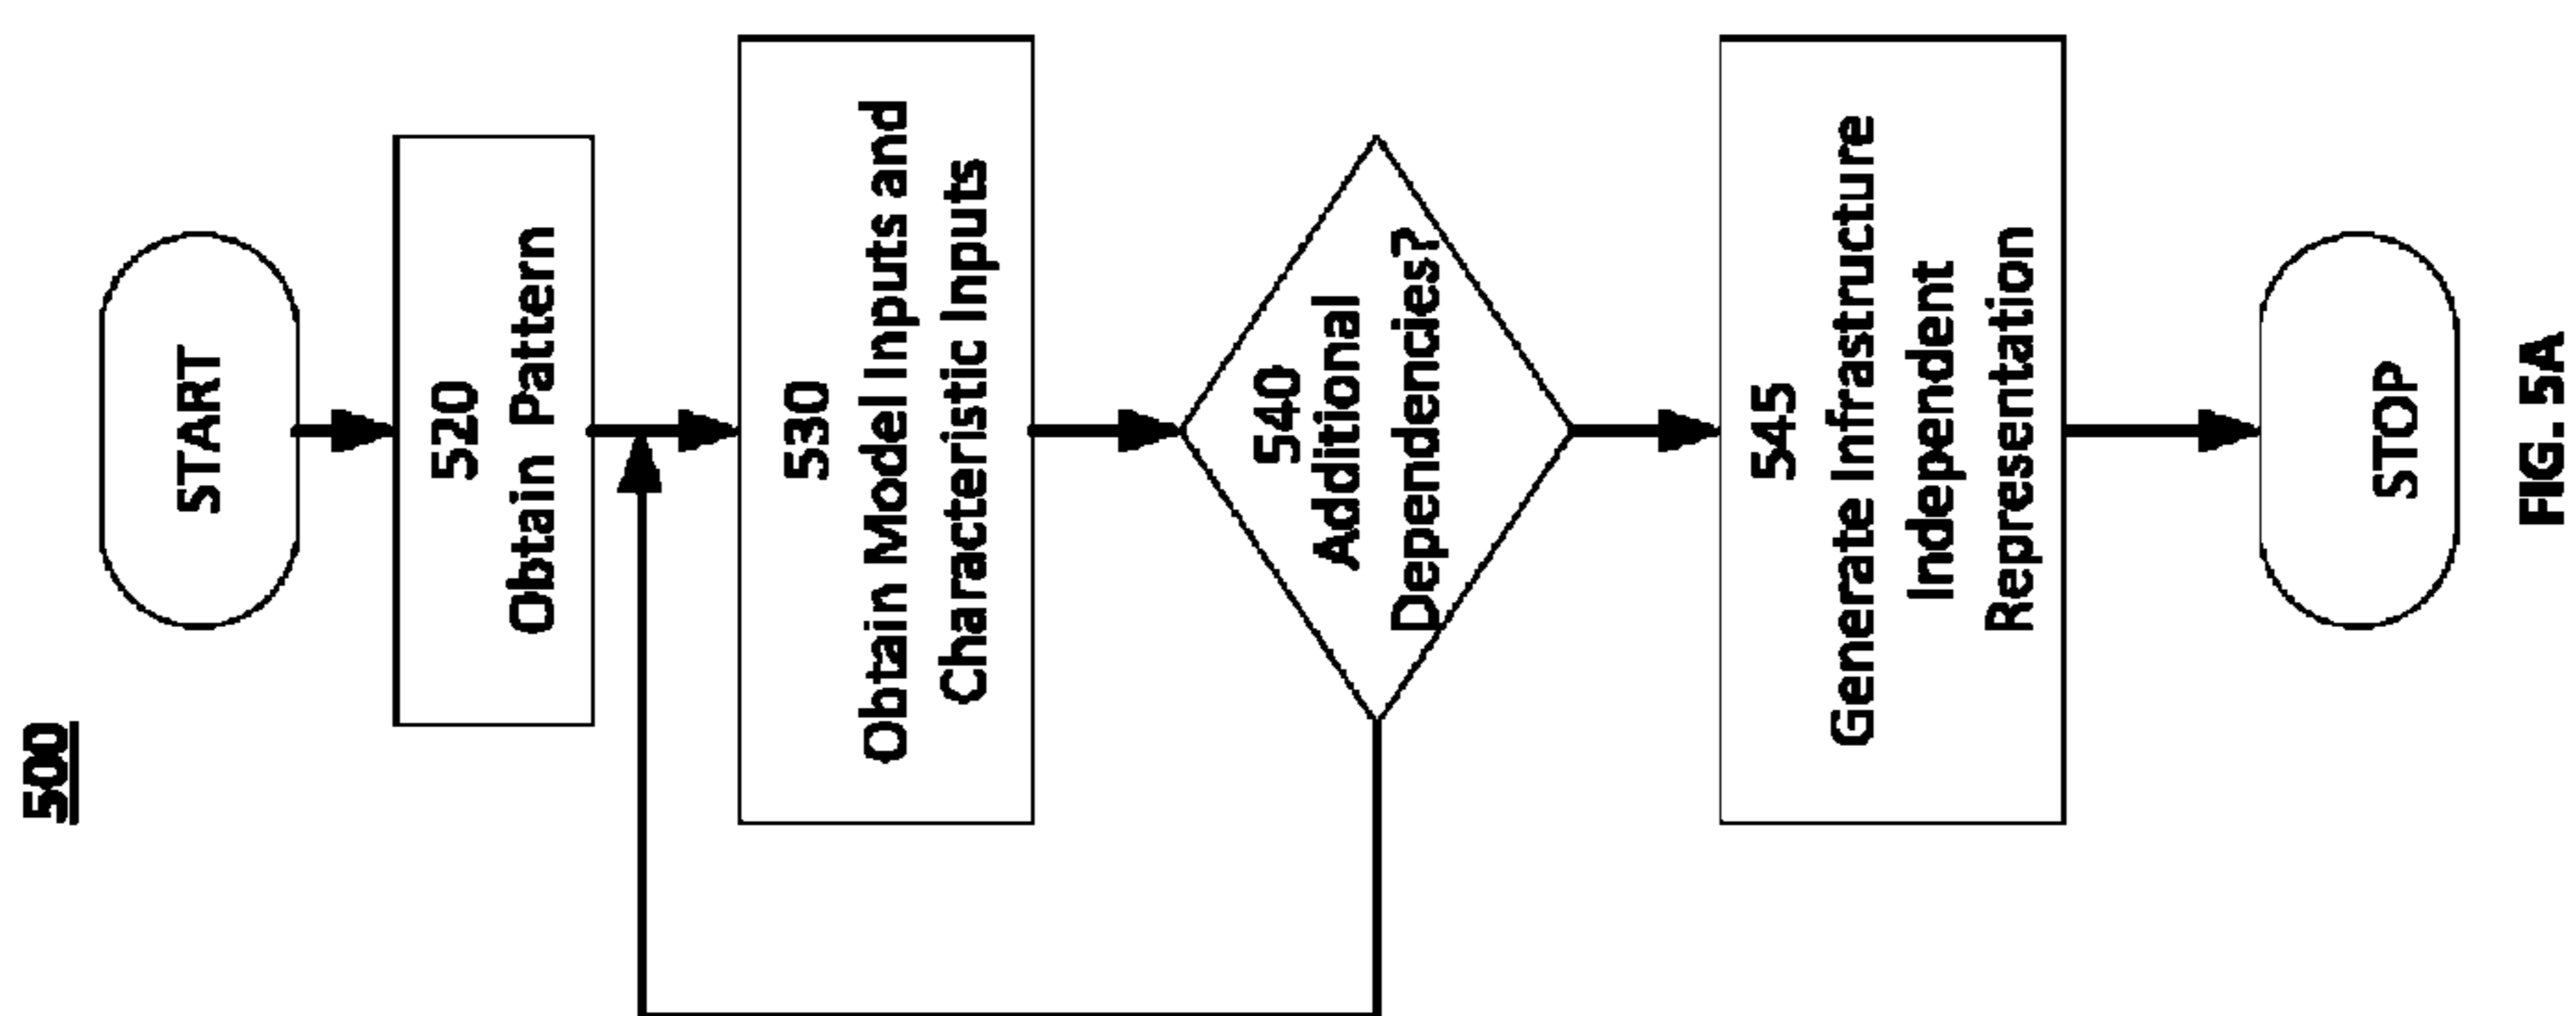 500
START
520
Obtain Pattern
530
Obtain Model Inputs and
Characteristic Inputs
540
Additional
Dependencies?
545
Generate Infrastructure
Independent
Representation
STOP
FIG. 5A